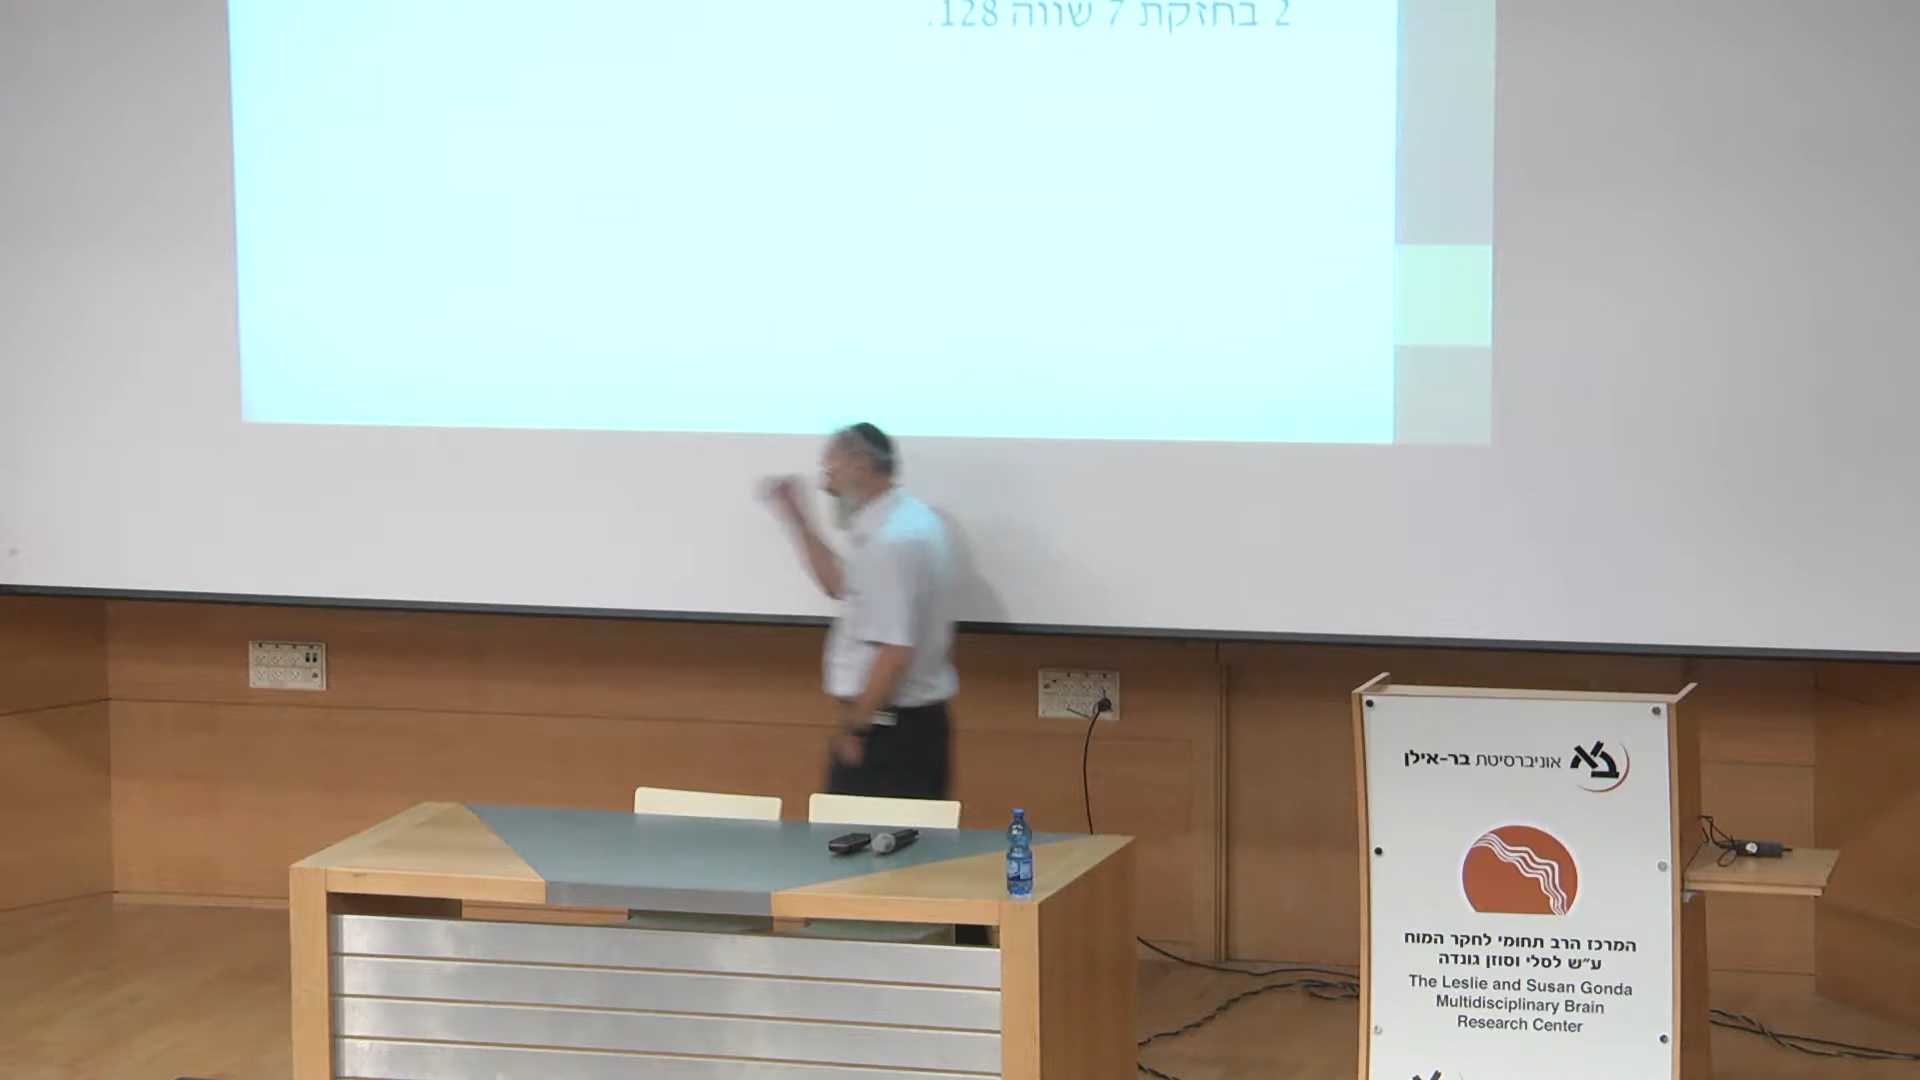 2 בחזקת 7 שווה 128.
אוניברסיטת בר-אילן
המרכז הרב תחומי לחקר המוח
ע״ש לסלי וסוזן גונדה
The Leslie and Susan Gonda
Multidisciplinary Brain
Research Center